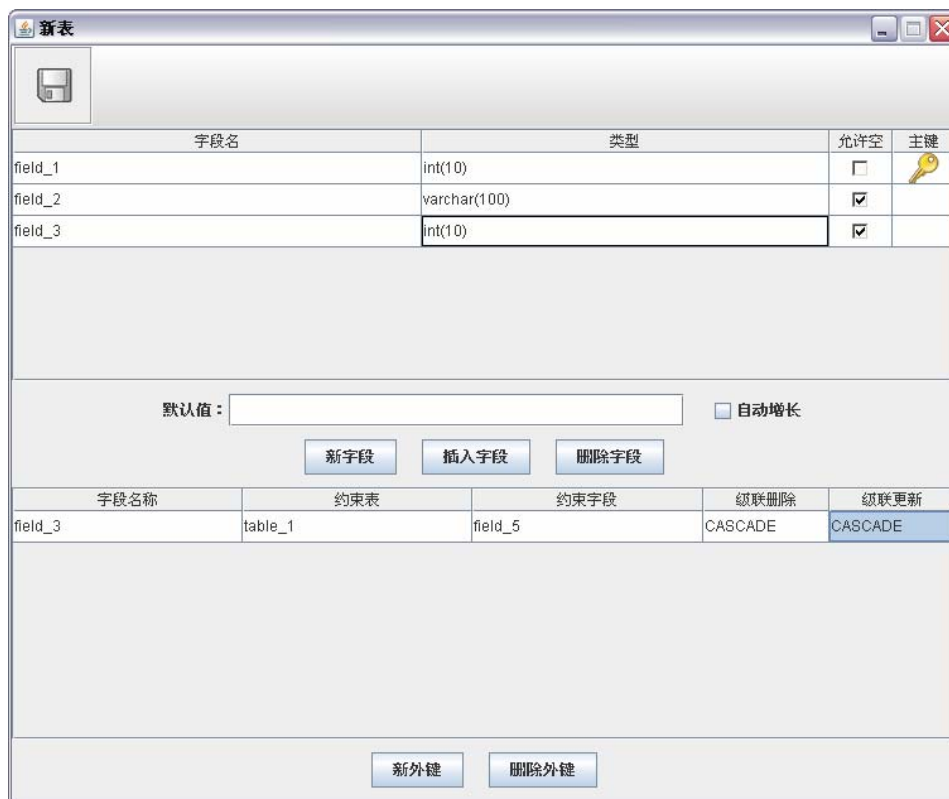 新表
字段名 类型 允许空 主键
field_1 int(10)
field_2 varchar(100)
field_3 int(10)
默认值： 自动增长
新字段 插入字段 删除字段
字段名称 约束表 约束字段 级联删除 级联更新
field_3 table_1 field_5 CASCADE CASCADE
新外键 删除外键